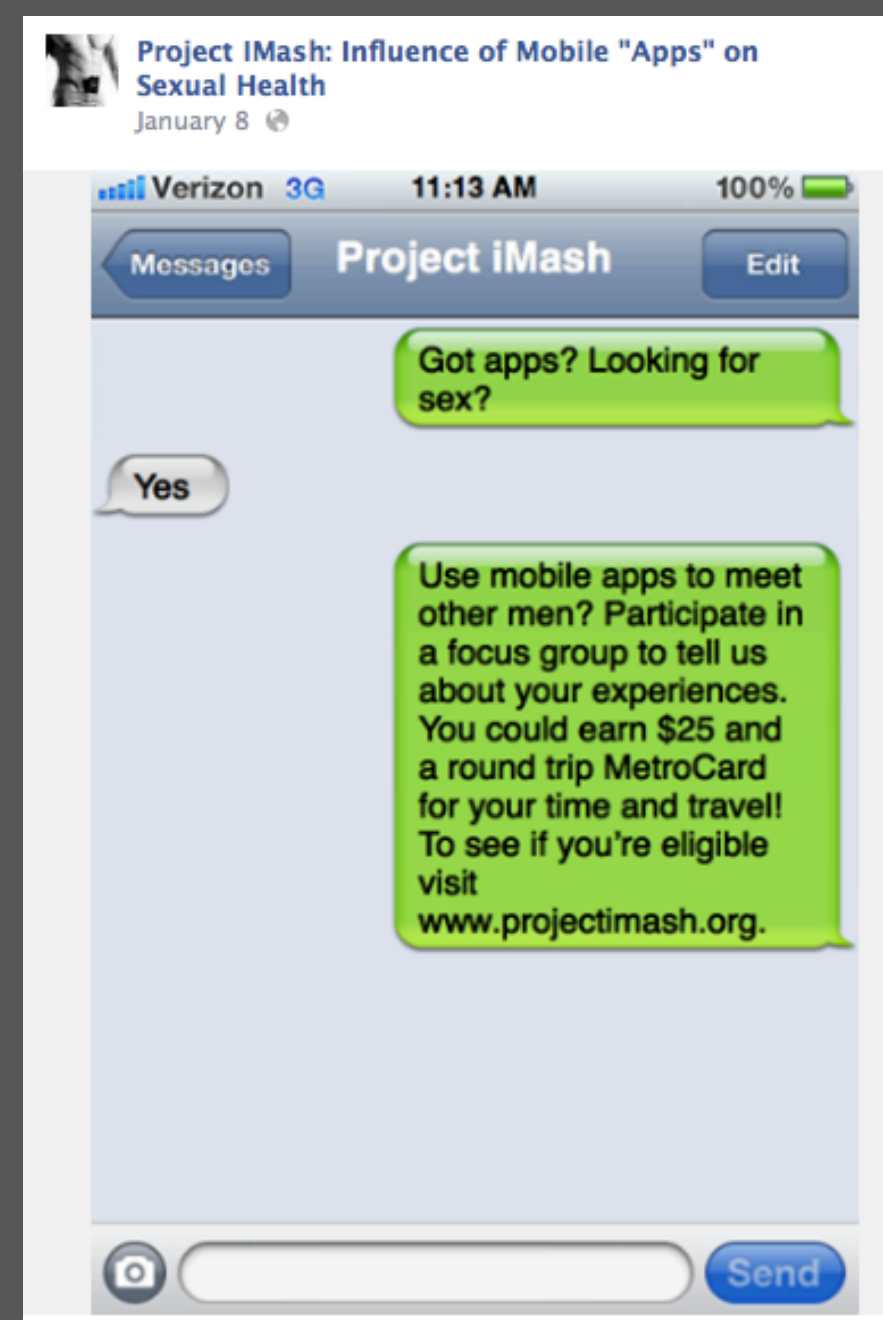 Project IMash: Influence of Mobile "Apps" on
Sexual Health
January 8
Verizon 3G 11:13 AM 100%
Messages Project iMash Edit
Got apps? Looking for
sex?
Yes
Use mobile apps to meet
other men? Participate in
a focus group to tell us
about your experiences.
You could earn $25 and
a round trip MetroCard
for your time and travel!
To see if you're eligible
visit
www.projectimash.org.
Send